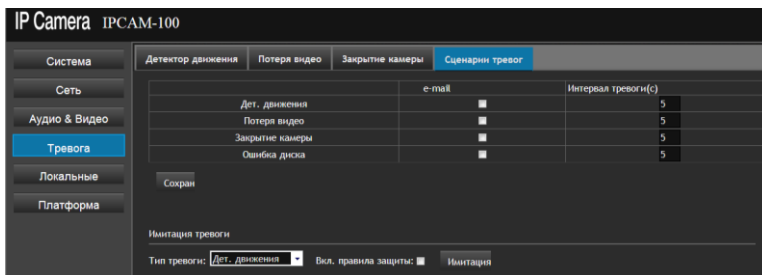 IP Camera IPCAM-100
Система
Сеть
Аудио & Видео
Тревога
Локальные
Платформа
Детектор движения Потеря видео Закрытие камеры Сценарии тревог
e-mail Интервал тревоги(с)
Дет. движения 5
Потеря видео 5
Закрытие камеры 5
Ошибка диска 5
Сохран
Имитация тревоги
Тип тревоги: Дет. движения Вкл. правила защиты: Имитация